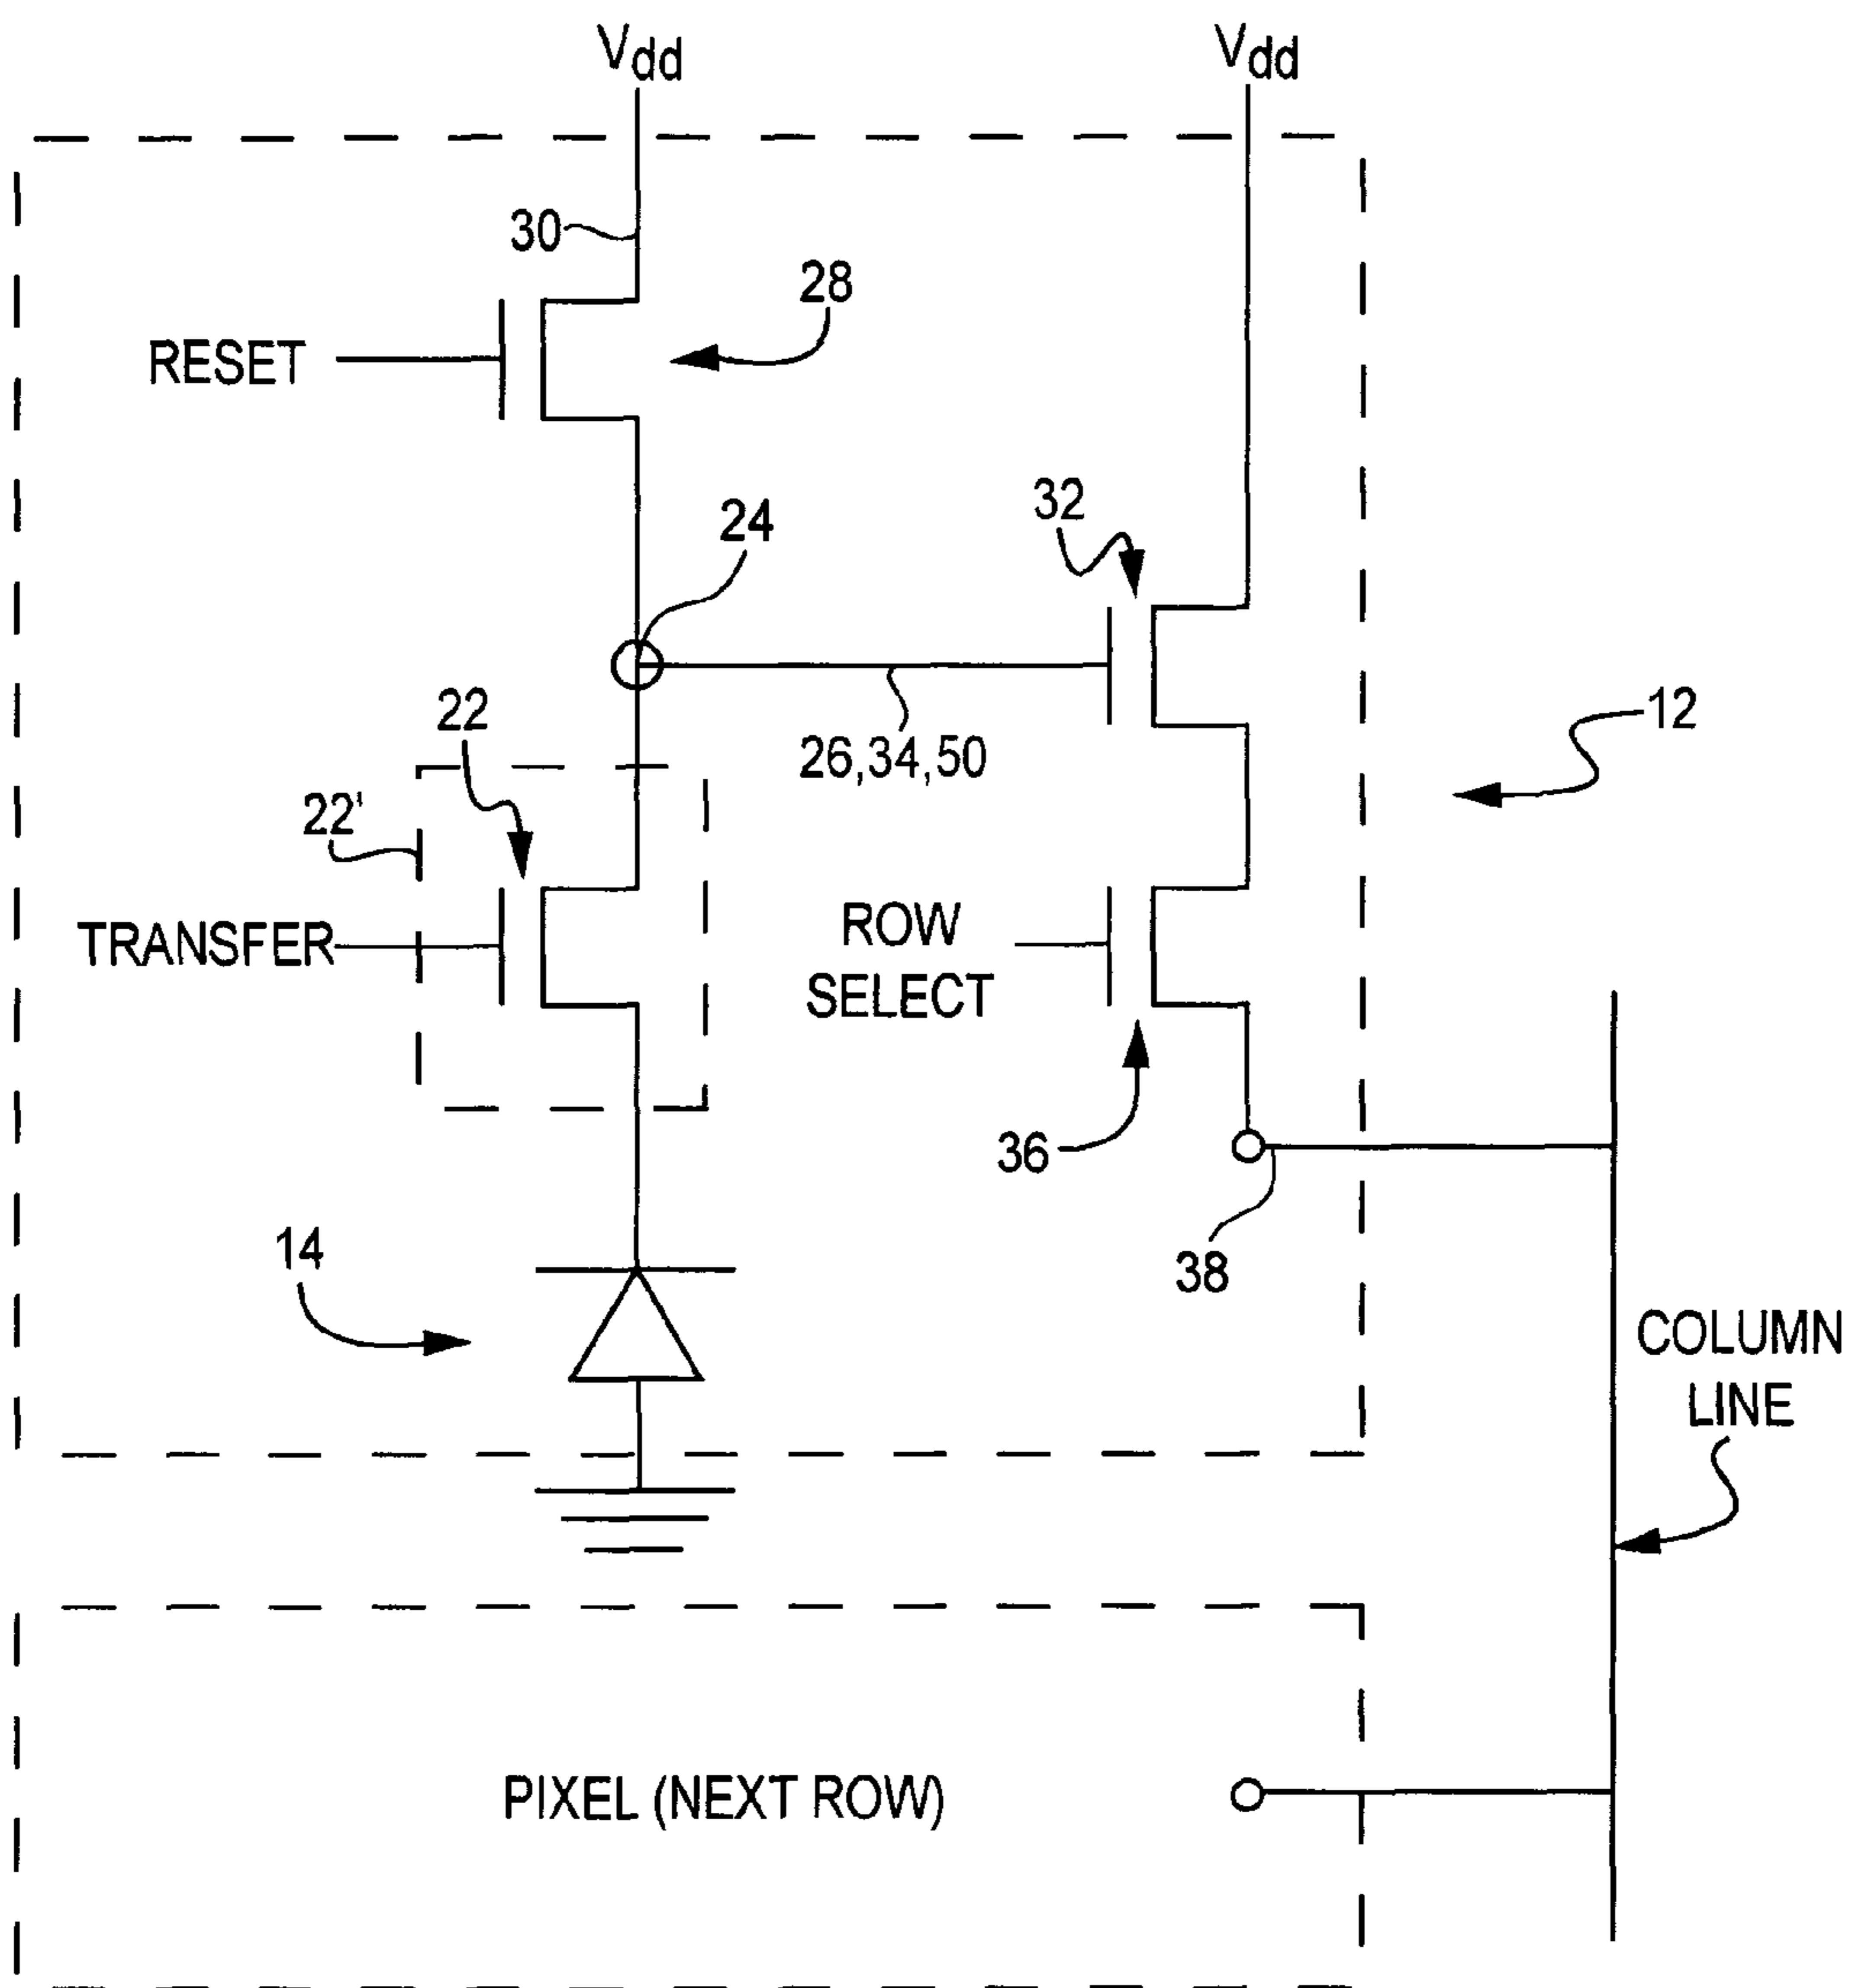 Vdd
Vdd
30
28
RESET
24
32
22
12
26,34,50
22'
TRANSFER
ROW
SELECT
36
14
38
COLUMN
LINE
PIXEL (NEXT ROW)